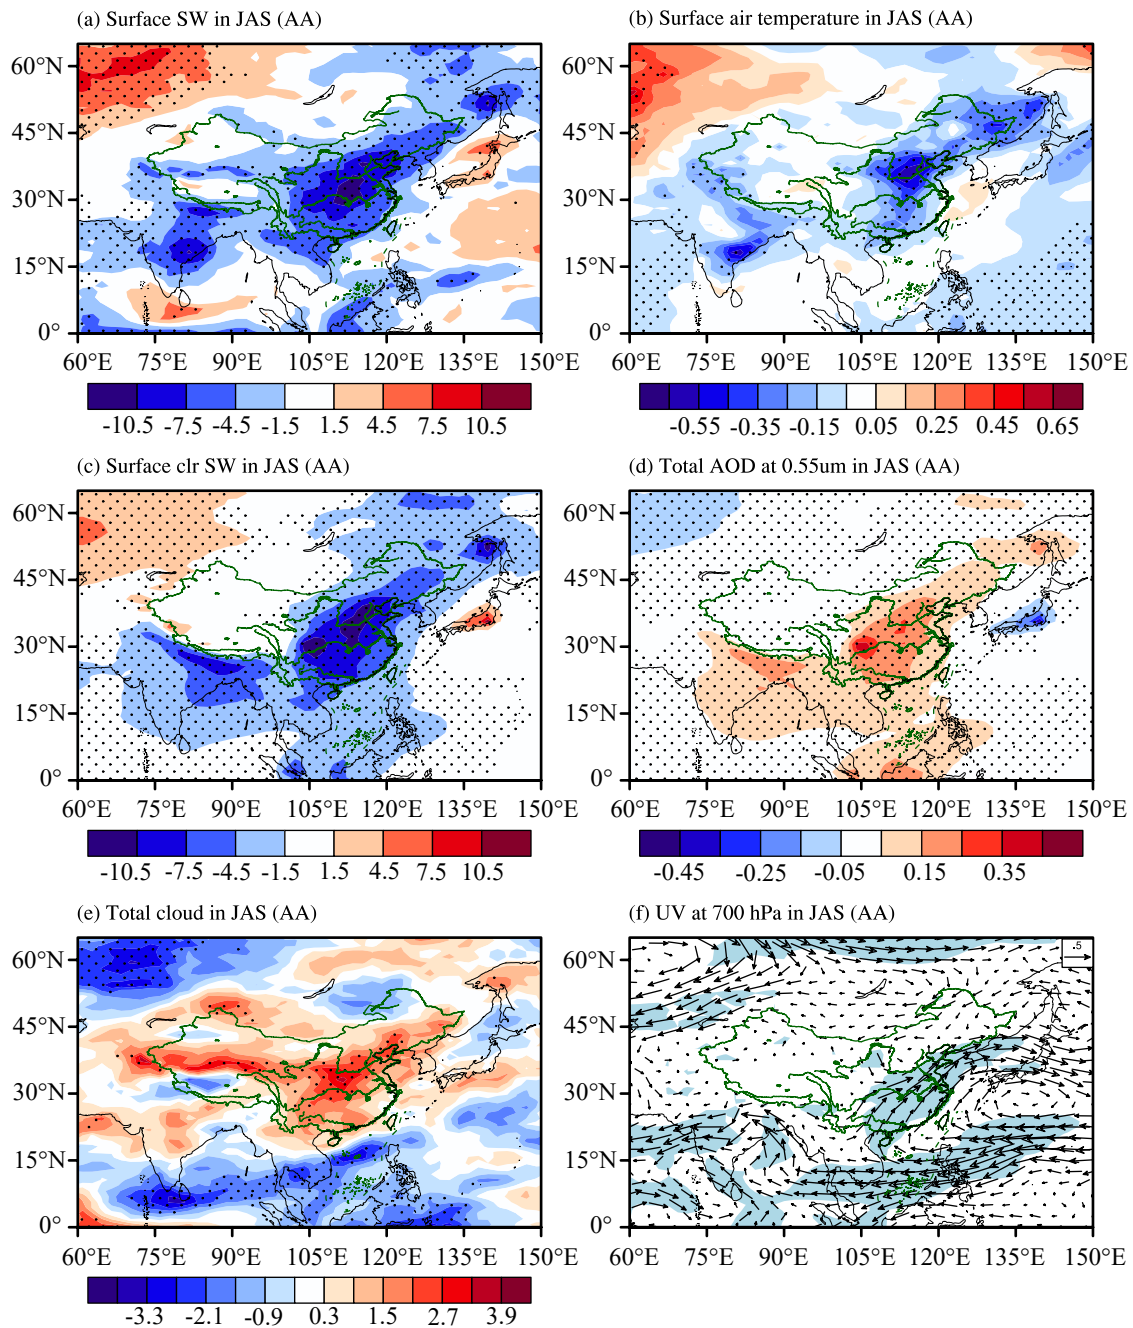 (a) Surface SW in JAS (AA)
60°N
45°N
30°N
15°N
0°
60°E 75°E 90°E 105°E 120°E 135°E 150°E
-10.5 -7.5 -4.5 -1.5 1.5 4.5 7.5 10.5
(b) Surface air temperature in JAS (AA)
60°N
45°N
30°N
15°N
0°
60°E 75°E 90°E 105°E 120°E 135°E 150°E
-0.55 -0.35 -0.15 0.05 0.25 0.45 0.65
(c) Surface clr SW in JAS (AA)
60°N
45°N
30°N
15°N
0°
60°E 75°E 90°E 105°E 120°E 135°E 150°E
-10.5 -7.5 -4.5 -1.5 1.5 4.5 7.5 10.5
(d) Total AOD at 0.55um in JAS (AA)
60°N
45°N
30°N
15°N
0°
60°E 75°E 90°E 105°E 120°E 135°E 150°E
-0.45 -0.25 -0.05 0.15 0.35
(e) Total cloud in JAS (AA)
60°N
45°N
30°N
15°N
0°
60°E 75°E 90°E 105°E 120°E 135°E 150°E
-3.3 -2.1 -0.9 0.3 1.5 2.7 3.9
(f) UV at 700 hPa in JAS (AA)
.5
60°N
45°N
30°N
15°N
0°
60°E 75°E 90°E 105°E 120°E 135°E 150°E